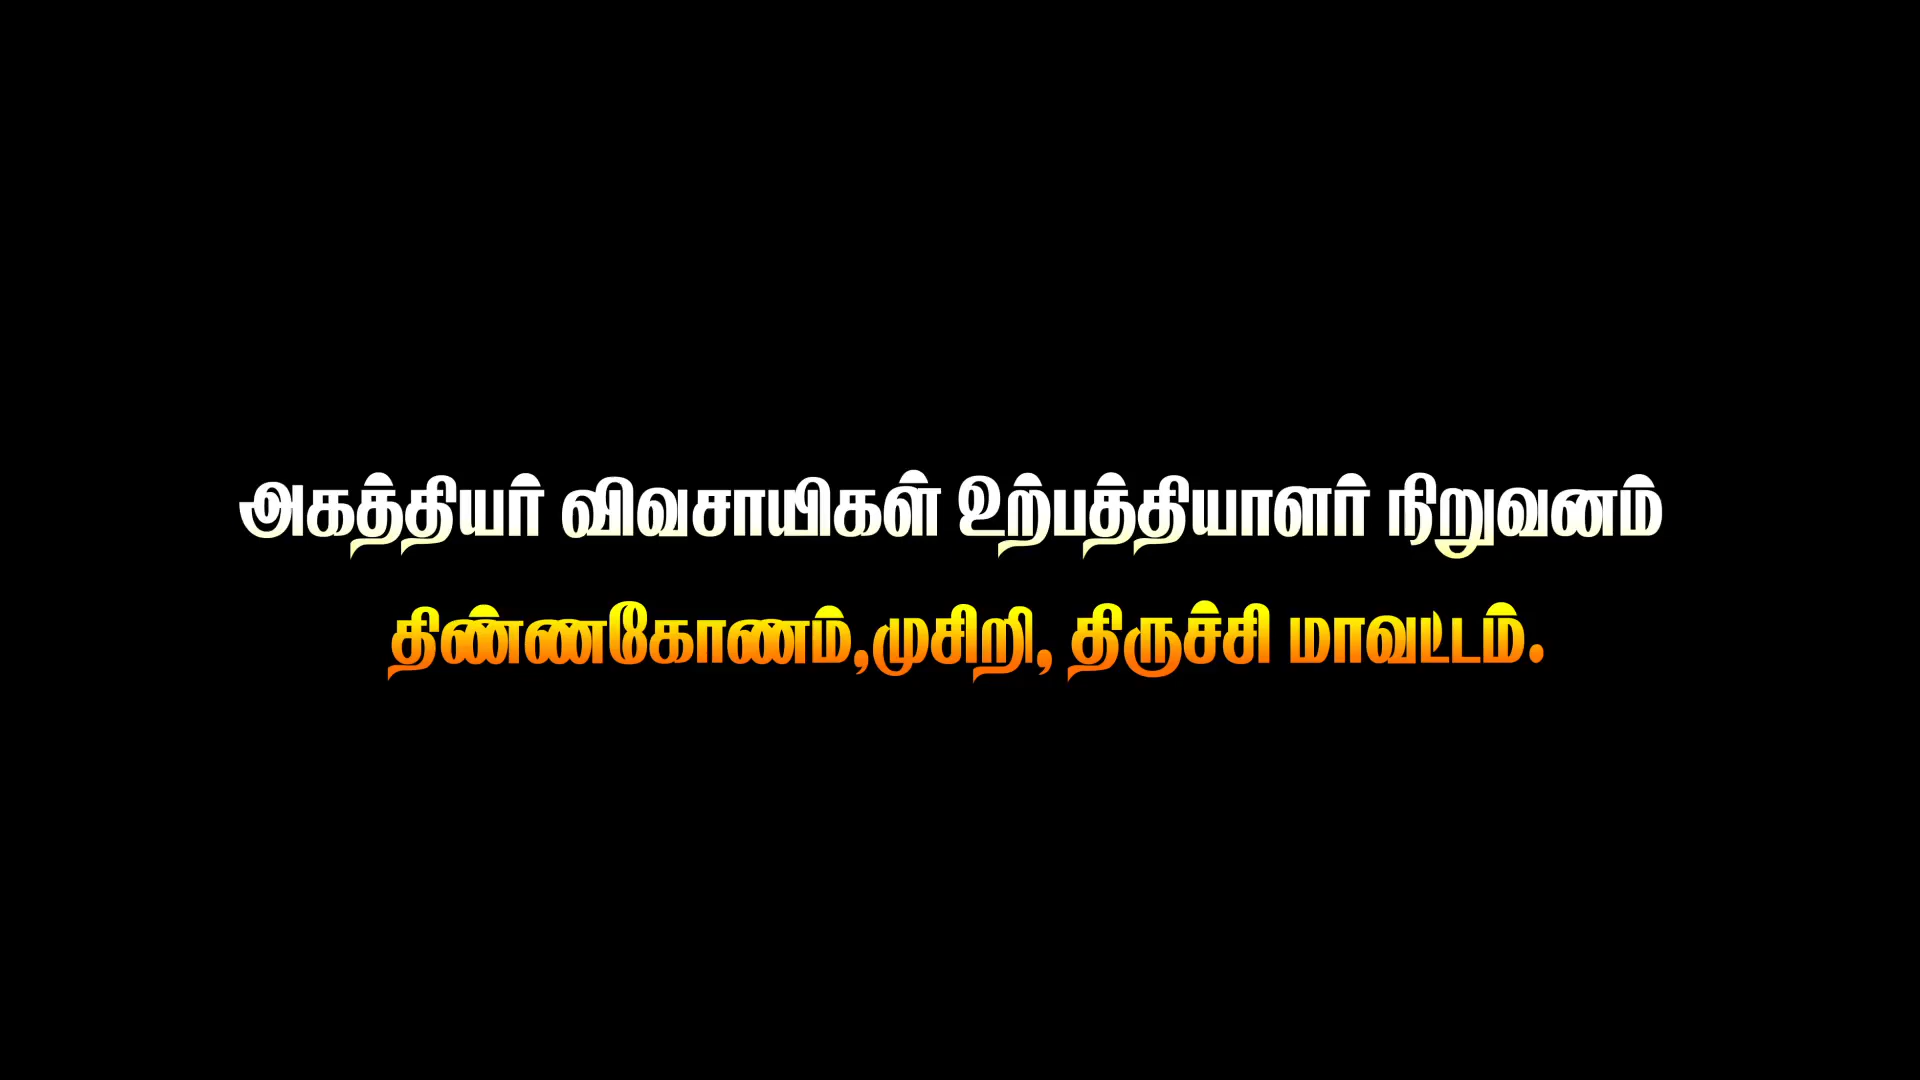 அகத்தியர் விவசாயிகள் உற்பத்தியாளர் நிறுவனம்
திண்ணகோணம்,முசிறி, திருச்சி மாவட்டம்.